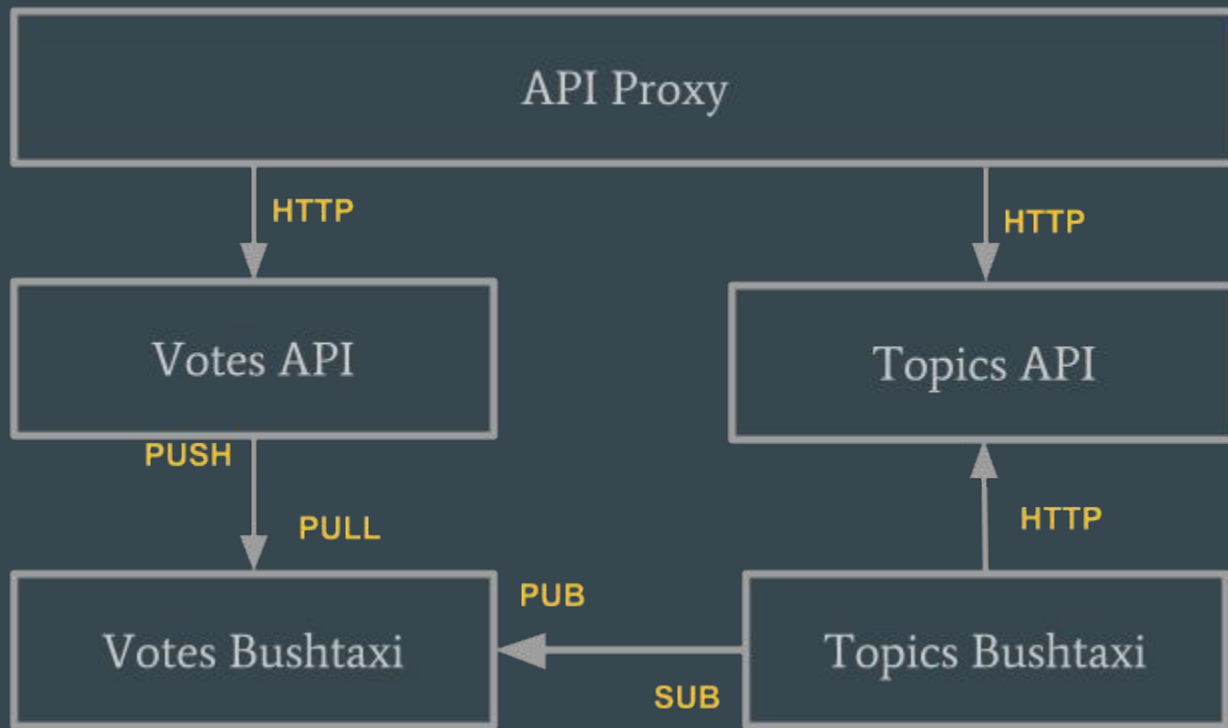 API Proxy
HTTP
HTTP
Votes API
Topics API
PUSH
PULL
HTTP
PUB
Votes Bushtaxi
Topics Bushtaxi
SUB